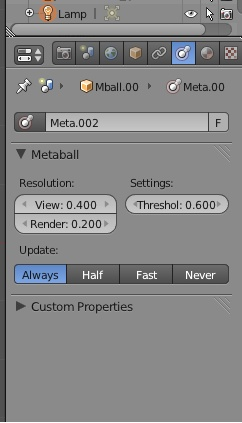 Lamp
Mball.00 Meta.00
Meta.002 F
Metaball
Resolution: Settings:
View: 0.400 Threshol: 0.600
Render: 0.200
Update:
Always Half Fast Never
Custom Properties